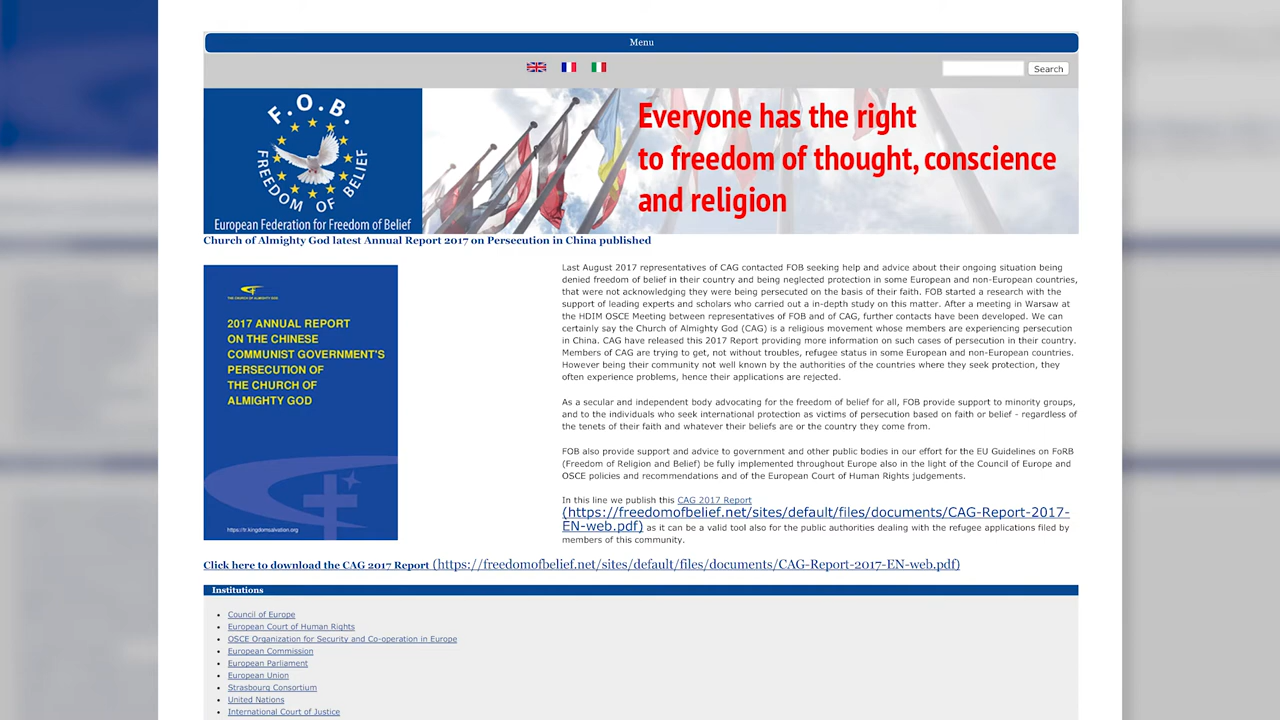 Menu
Search
F.O.B.
FREEDOM OF BELIEF
European Federation for Freedom of Belief
Everyone has the right
to freedom of thought, conscience
and religion
Church of Almighty God latest Annual Report 2017 on Persecution in China published
THE CHURCH OF ALMIGHTY GOD
2017 ANNUAL REPORT
ON THE CHINESE
COMMUNIST GOVERNMENT'S
PERSECUTION OF
THE CHURCH OF
ALMIGHTY GOD
https://tr.kingdomsalvation.org
Last August 2017 representatives of CAG contacted FOB seeking help and advice about their ongoing situation being
denied freedom of belief in their country and being neglected protection in some European and non-European countries,
that were not acknowledging they were being persecuted on the basis of their faith. FOB started a research with the
support of leading experts and scholars who carried out a in-depth study on this matter. After a meeting in Warsaw at
the HDIM OSCE Meeting between representatives of FOB and of CAG, further contacts have been developed. We can
certainly say the Church of Almighty God (CAG) is a religious movement whose members are experiencing persecution
in China. CAG have released this 2017 Report providing more information on such cases of persecution in their country.
Members of CAG are trying to get, not without troubles, refugee status in some European and non-European countries.
However being their community not well known by the authorities of the countries where they seek protection, they
often experience problems, hence their applications are rejected.
As a secular and independent body advocating for the freedom of belief for all, FOB provide support to minority groups,
and to the individuals who seek international protection as victims of persecution based on faith or belief - regardless of
the tenets of their faith and whatever their beliefs are or the country they come from.
FOB also provide support and advice to government and other public bodies in our effort for the EU Guidelines on FoRB
(Freedom of Religion and Belief) be fully implemented throughout Europe also in the light of the Council of Europe and
OSCE policies and recommendations and of the European Court of Human Rights judgements.
In this line we publish this CAG 2017 Report
(https://freedomofbelief.net/sites/default/files/documents/CAG-Report-2017-
EN-web.pdf) as it can be a valid tool also for the public authorities dealing with the refugee applications filed by
members of this community.
Click here to download the CAG 2017 Report (https://freedomofbelief.net/sites/default/files/documents/CAG-Report-2017-EN-web.pdf)
Institutions
Council of Europe
European Court of Human Rights
OSCE Organization for Security and Co-operation in Europe
European Commission
European Parliament
European Union
Strasbourg Consortium
United Nations
International Court of Justice